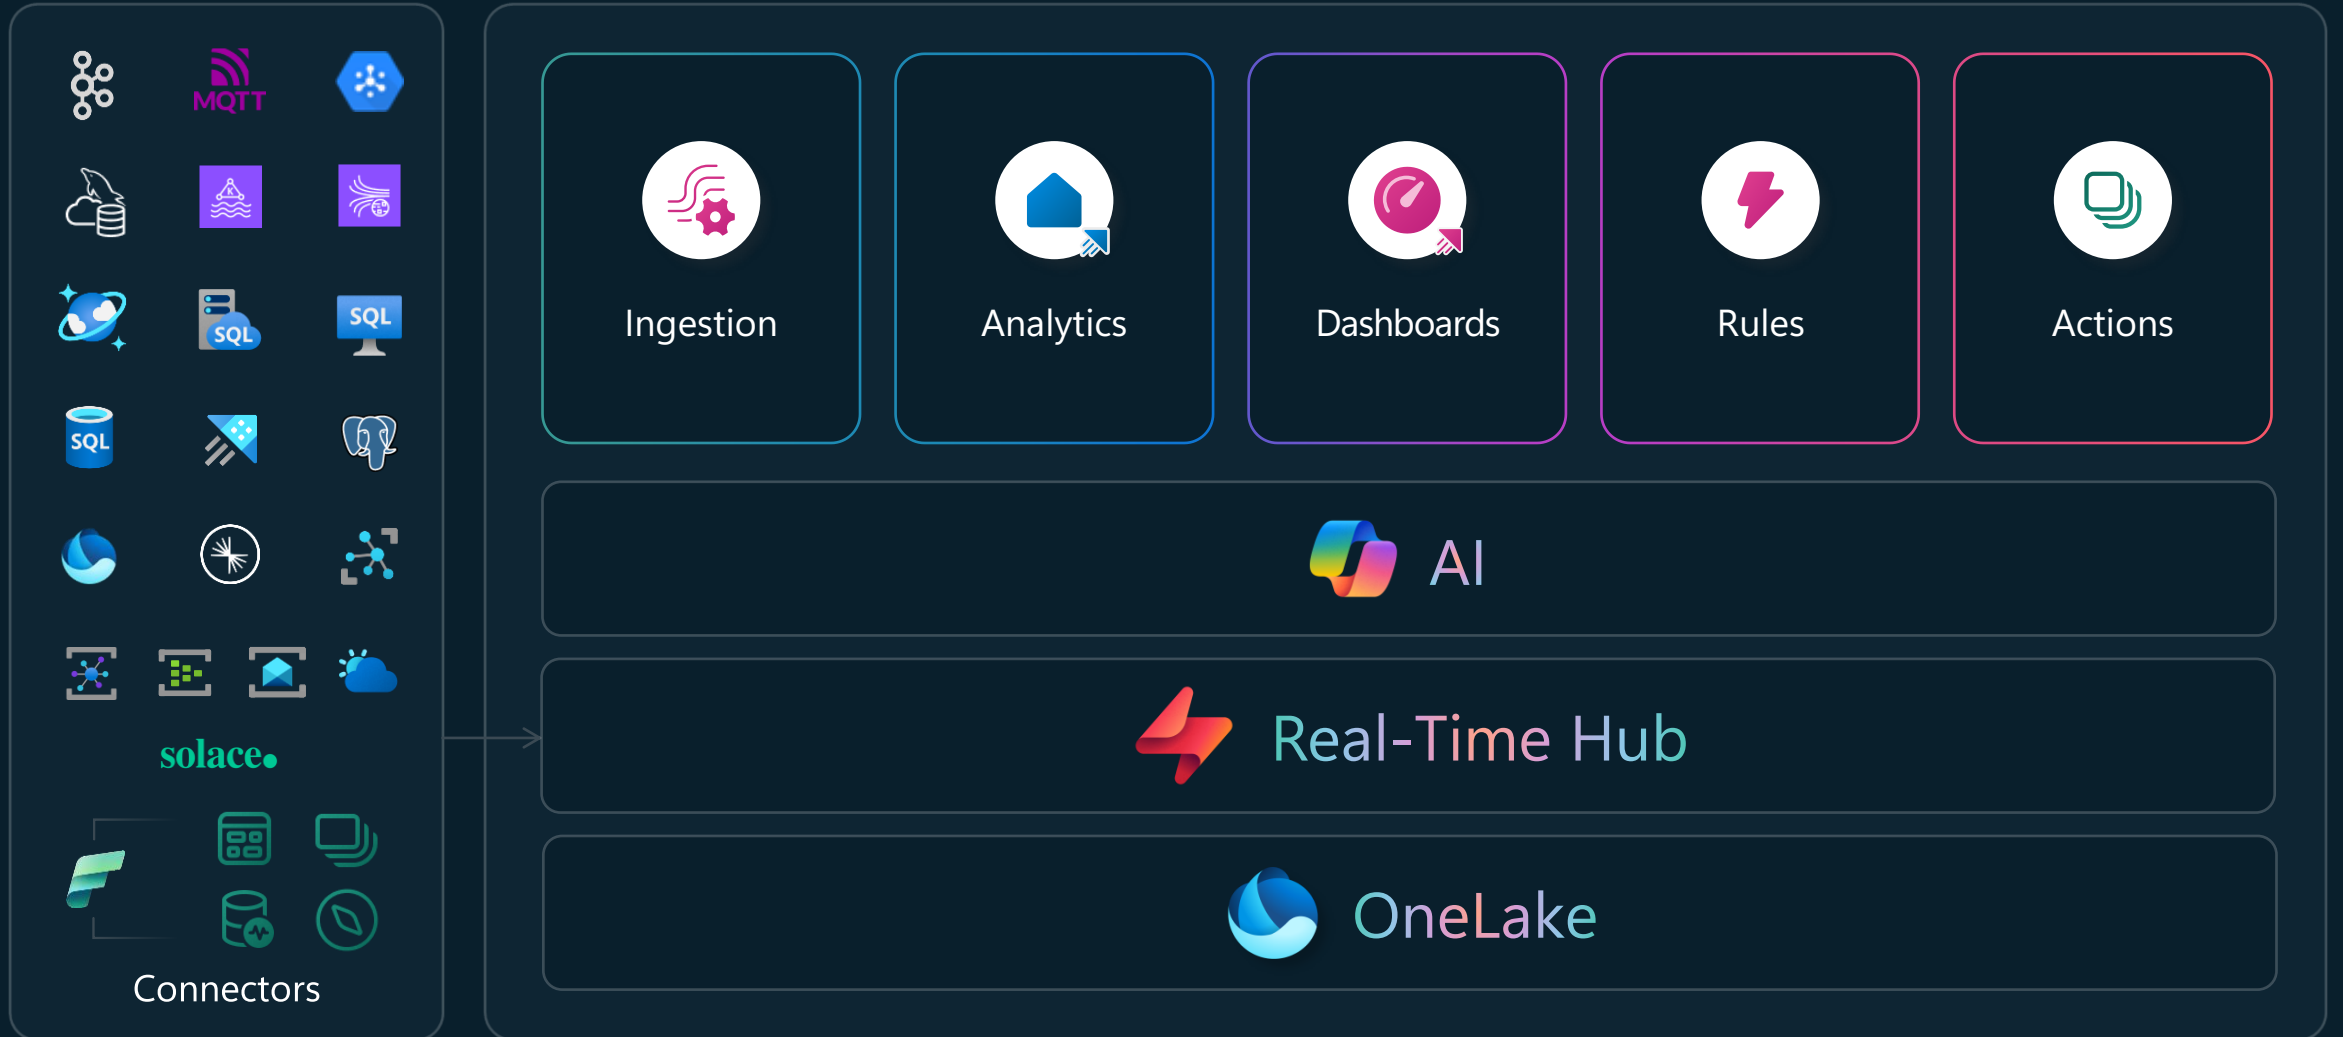 MQTT
SQL
SQL
SQL
solace.
Connectors
Ingestion
Analytics
Dashboards
Rules
Actions
AI
Real-Time Hub
OneLake